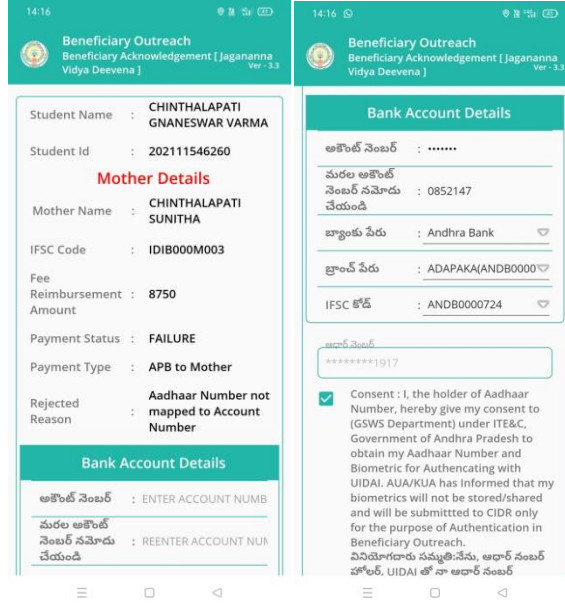 14:16
Beneficiary Outreach
Beneficiary Acknowledgement [ Jagananna
Vidya Deevena ]
Ver - 3.3
Student Name : CHINTHALAPATI
GNANESWAR VARMA
Student Id : 202111546260
Mother Details
Mother Name : CHINTHALAPATI
SUNITHA
IFSC Code : IDIB000M003
Fee
Reimbursement : 8750
Amount
Payment Status : FAILURE
Payment Type : APB to Mother
Rejected
Reason : Aadhaar Number not
mapped to Account
Number
Bank Account Details
అకౌంట్ నెంబర్ : ENTER ACCOUNT NUMB
మరల అకౌంట్
నెంబర్ నమోదు : REENTER ACCOUNT NUM
చేయండి
14:16
Beneficiary Outreach
Beneficiary Acknowledgement [ Jagananna
Vidya Deevena ]
Ver - 3.3
Bank Account Details
అకౌంట్ నెంబర్ : •••••••
మరల అకౌంట్
నెంబర్ నమోదు : 0852147
చేయండి
బ్యాంకు పేరు : Andhra Bank
బ్రాంచ్ పేరు : ADAPAKA(ANDB0000
IFSC కోడ్ : ANDB0000724
ఆధార్ నెంబర్
********1917
Consent : I, the holder of Aadhaar
Number, hereby give my consent to
(GSWS Department) under ITE&C,
Government of Andhra Pradesh to
obtain my Aadhaar Number and
Biometric for Authencating with
UIDAI. AUA/KUA has Informed that my
biometrics will not be stored/shared
and will be submittted to CIDR only
for the purpose of Authentication in
Beneficiary Outreach.
వినియోగదారు సమ్మతి:నేను, ఆధార్ నంబర్
హోల్డర్, UIDAI తో నా ఆధార్ నంబర్